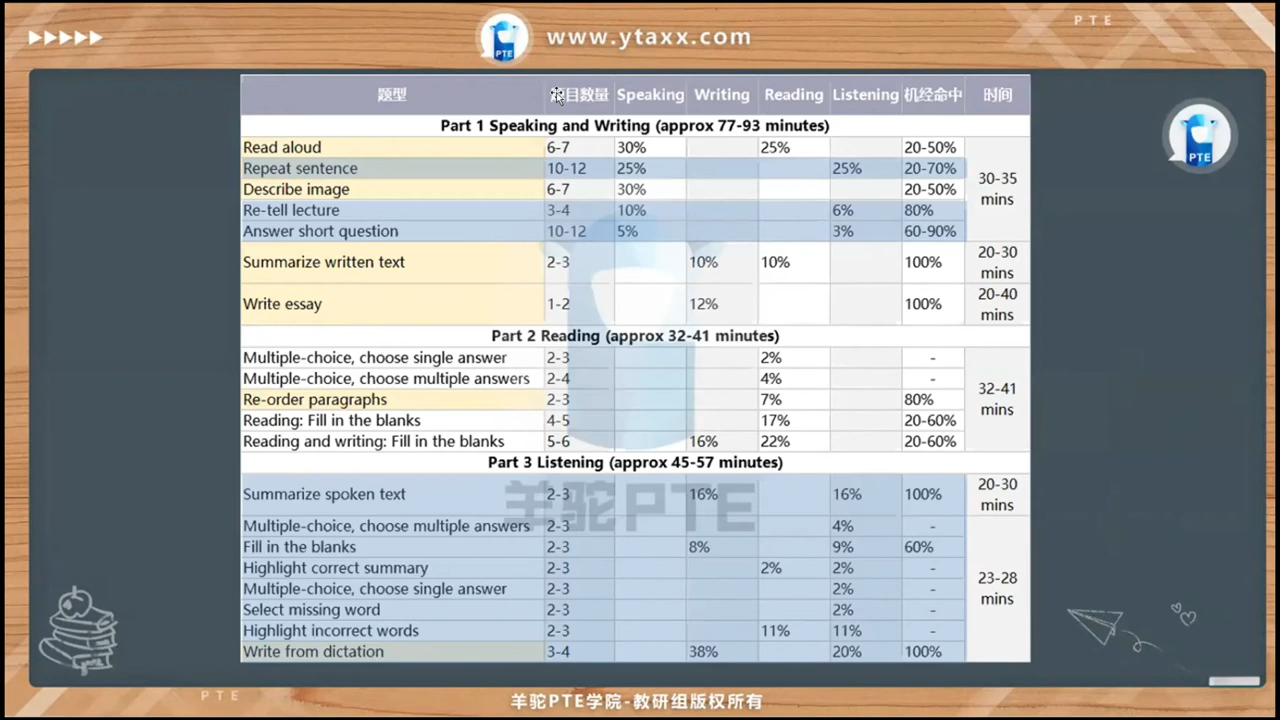 PTE
www.ytaxx.com
PTE
PTE
题型 目数量 Speaking Writing Reading Listening 机经命中 时间
Part 1 Speaking and Writing (approx 77-93 minutes)
Read aloud 6-7 30% 25% 20-50%
Repeat sentence 10-12 25% 25% 20-70%
30-35 mins
Describe image 6-7 30% 20-50%
Re-tell lecture 3-4 10% 6% 80%
Answer short question 10-12 5% 3% 60-90%
Summarize written text 2-3 10% 10% 100% 20-30 mins
Write essay 1-2 12% 100% 20-40 mins
Part 2 Reading (approx 32-41 minutes)
Multiple-choice, choose single answer 2-3 2% -
Multiple-choice, choose multiple answers 2-4 4% -
32-41 mins
Re-order paragraphs 2-3 7% 80%
Reading: Fill in the blanks 4-5 17% 20-60%
Reading and writing: Fill in the blanks 5-6 16% 22% 20-60%
Part 3 Listening (approx 45-57 minutes)
Summarize spoken text 2-3 16% 16% 100% 20-30 mins
羊驼PTE
Multiple-choice, choose multiple answers 2-3 4% -
Fill in the blanks 2-3 8% 9% 60%
Highlight correct summary 2-3 2% 2% -
23-28 mins
Multiple-choice, choose single answer 2-3 2% -
Select missing word 2-3 2% -
Highlight incorrect words 2-3 11% 11% -
Write from dictation 3-4 38% 20% 100%
PTE
羊驼PTE学院-教研组版权所有